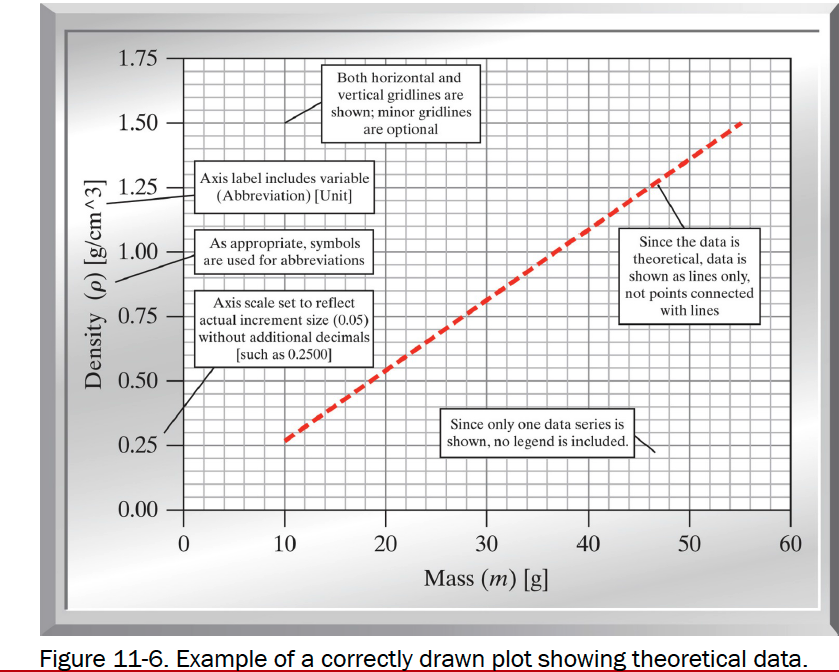 1.75
1.50
1.25
1.00
0.75
0.50
0.25
0.00
Density (ρ) [g/cm^3]
Both horizontal and
vertical gridlines are
shown; minor gridlines
are optional
Axis label includes variable
(Abbreviation) [Unit]
As appropriate, symbols
are used for abbreviations
Axis scale set to reflect
actual increment size (0.05)
without additional decimals
[such as 0.2500]
Since the data is
theoretical, data is
shown as lines only,
not points connected
with lines
Since only one data series is
shown, no legend is included.
0 10 20 30 40 50 60
Mass (m) [g]
Figure 11-6. Example of a correctly drawn plot showing theoretical data.